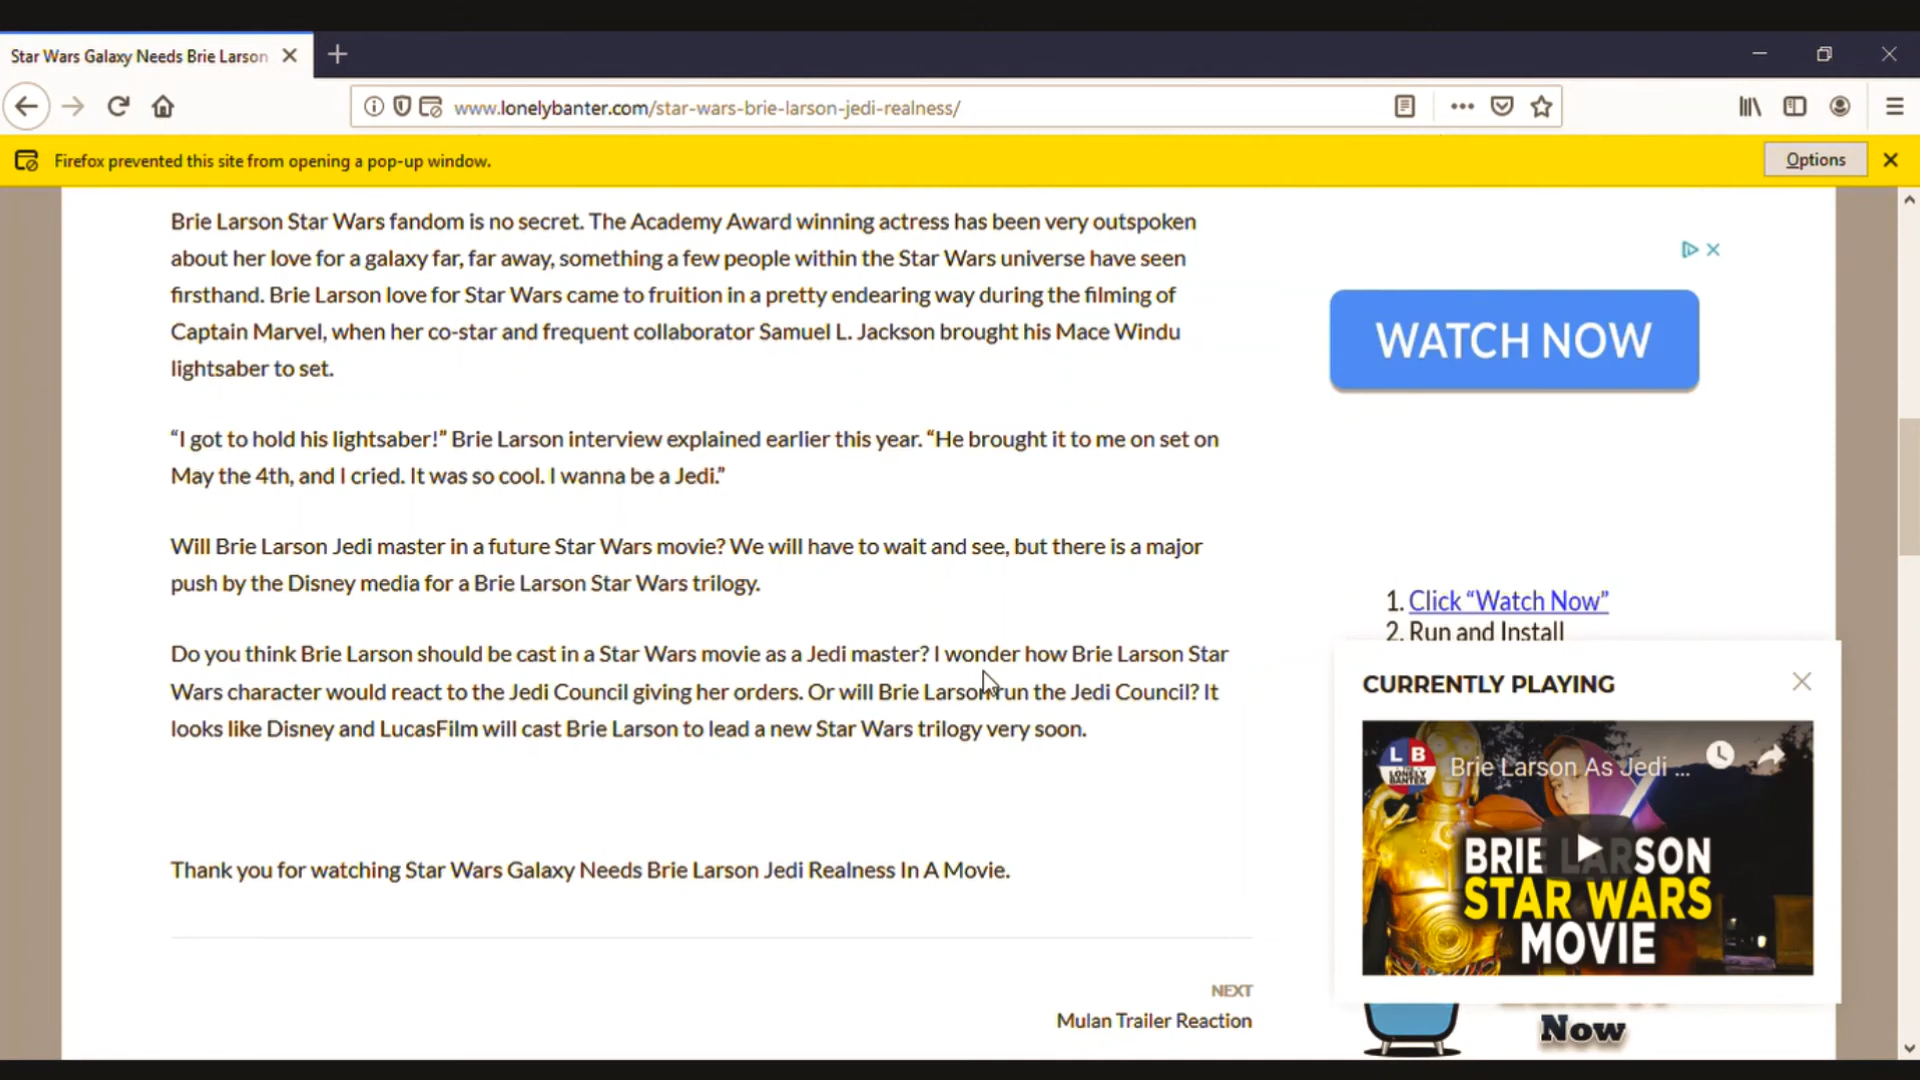 Star Wars Galaxy Needs Brie Larson
www.lonelybanter.com/star-wars-brie-larson-jedi-realness/
Firefox prevented this site from opening a pop-up window.
Options
Brie Larson Star Wars fandom is no secret. The Academy Award winning actress has been very outspoken
about her love for a galaxy far, far away, something a few people within the Star Wars universe have seen
firsthand. Brie Larson love for Star Wars came to fruition in a pretty endearing way during the filming of
Captain Marvel, when her co-star and frequent collaborator Samuel L. Jackson brought his Mace Windu
lightsaber to set.
“I got to hold his lightsaber!” Brie Larson interview explained earlier this year. “He brought it to me on set on
May the 4th, and I cried. It was so cool. I wanna be a Jedi.”
Will Brie Larson Jedi master in a future Star Wars movie? We will have to wait and see, but there is a major
push by the Disney media for a Brie Larson Star Wars trilogy.
Do you think Brie Larson should be cast in a Star Wars movie as a Jedi master? I wonder how Brie Larson Star
Wars character would react to the Jedi Council giving her orders. Or will Brie Larson run the Jedi Council? It
looks like Disney and LucasFilm will cast Brie Larson to lead a new Star Wars trilogy very soon.
Thank you for watching Star Wars Galaxy Needs Brie Larson Jedi Realness In A Movie.
NEXT
Mulan Trailer Reaction
WATCH NOW
1. Click “Watch Now”
2. Run and Install
CURRENTLY PLAYING
L B
THE LONELY
BANTER
Brie Larson As Jedi ...
BRIE LARSON
STAR WARS
MOVIE
Now